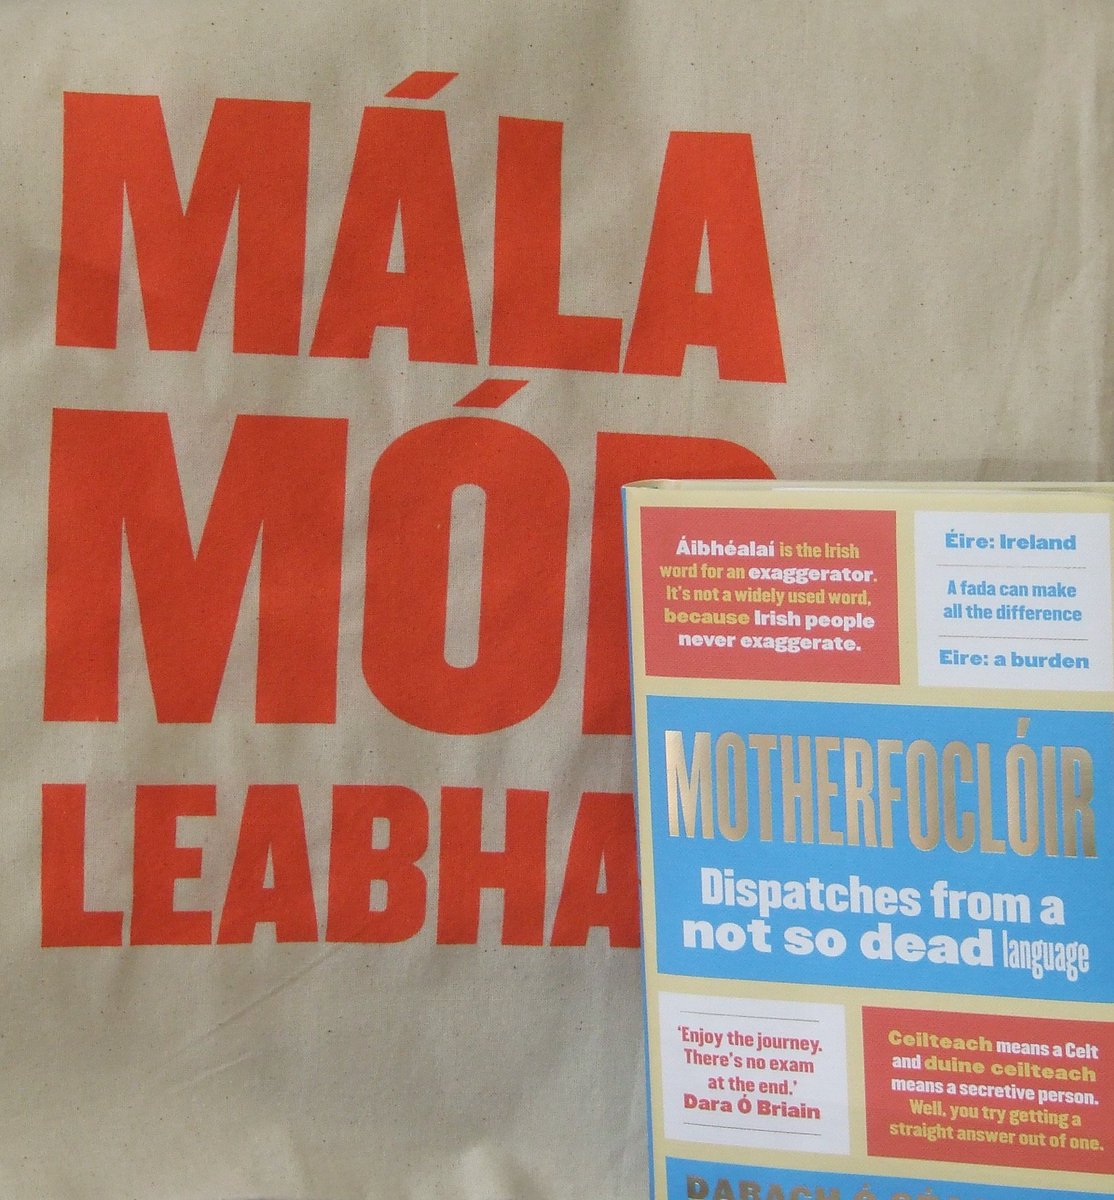 MÁLA
MÓR
LEABHA
Áibhéalaí is the Irish
word for an exaggerator.
It's not a widely used word,
because Irish people
never exaggerate.
Éire: Ireland
A fada can make
all the difference
Eire: a burden
MOTHERFOCLÓIR
Dispatches from a
not so dead language
'Enjoy the journey.
There's no exam
at the end.'
Dara Ó Briain
Ceilteach means a Celt
and duine ceilteach
means a secretive person.
Well, you try getting a
straight answer out of one.